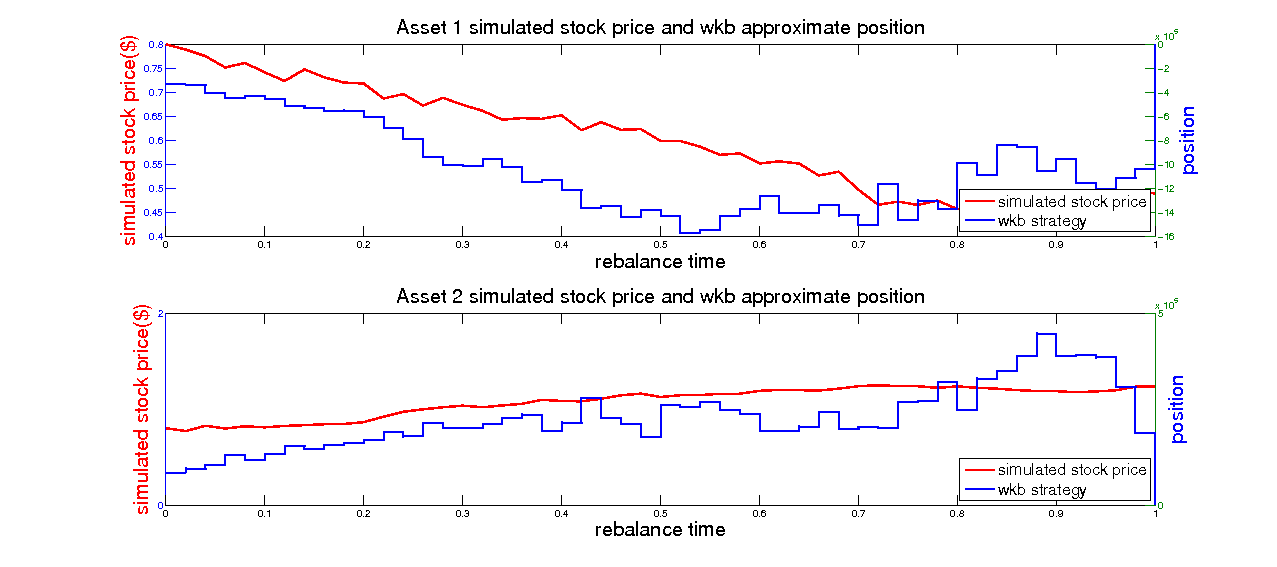 Asset 1 simulated stock price and wkb approximate position
simulated stock price($)
0.8
0.75
0.7
0.65
0.6
0.55
0.5
0.45
0.4
0 0.1 0.2 0.3 0.4 0.5 0.6 0.7 0.8 0.9 1
rebalance time
0
-2
-4
-6
-8
-10
-12
-14
-16
position
simulated stock price
wkb strategy
Asset 2 simulated stock price and wkb approximate position
simulated stock price($)
2
0
0 0.1 0.2 0.3 0.4 0.5 0.6 0.7 0.8 0.9 1
rebalance time
5
0
position
simulated stock price
wkb strategy